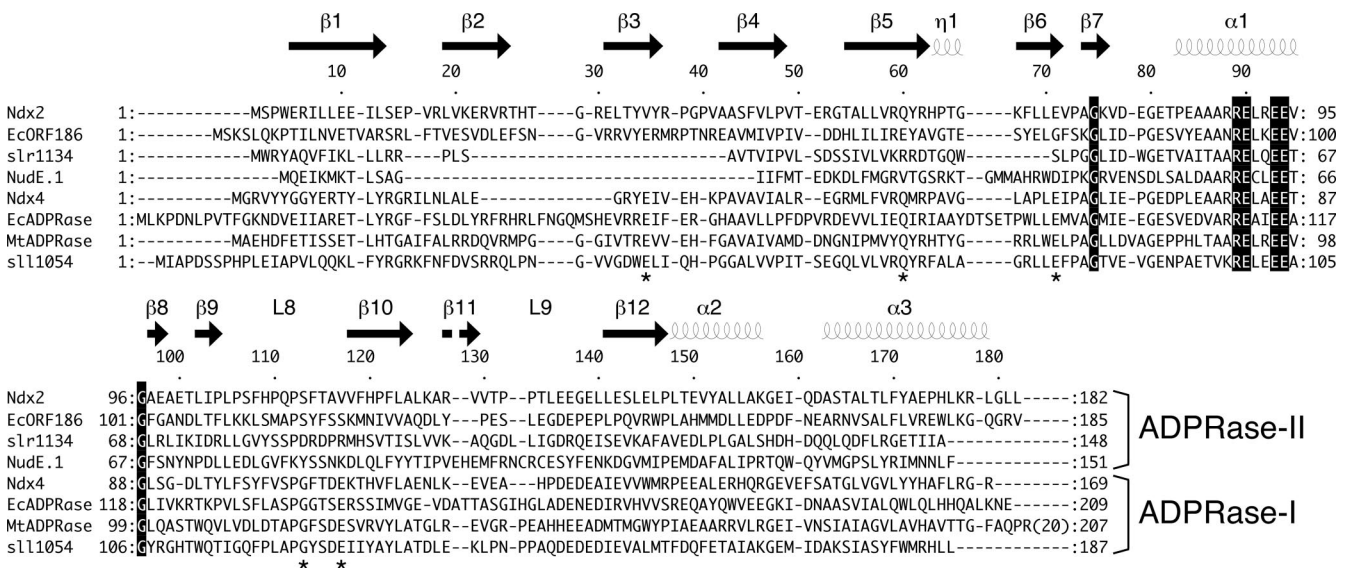 β1 β2 β3 β4 β5 η1 β6 β7 α1
10 20 30 40 50 60 70 80 90
Ndx2 1:----------MSPWERILLEE-ILSEP-VRLVKERVRTHT---G-RELTYVYR-PGPVAASFVLPVT-ERGTALLVRQYRHPTG-----KFLLEVPAGKVD-EGETPEAAARRELREEV: 95
EcORF186 1:-------MSKSLQKPTILNVETVARSRL-FTVESVDLEFSN---G-VRRVYERMRPTNREAVMIVPIV--DDHLILIREYAVGTE-----SYELGFSKGLID-PGESVYEAANRELKEEV:100
slr1134 1:----------MWRYAQVFIKL-LLRR---PLS-----------------------AVTVIPVL-SDSSIVLVKRRDTGQW--------SLPGGLID-WGETVAITAARELQEET: 67
NudE.1 1:-------------MQEIKMKT-LSAG-------------------------------IIFMT-EDKDLFMGRVTGSRKT--GMMAHRWDIPKGRVENSDLSALDAARRECLEET: 66
Ndx4 1:---------MGRVYYGGYERTY-LYRGRILNLALE------------GRYEIV-EH-KPAVAVIALR--EGRMLFVRQMRPAVG-----LAPLEIPAGLIE-PGEDPLEAARRELAEET: 87
EcADPRase 1:MLKPDNLPVTFGKNDVEIIARET-LYRGF-FSLDLYRFRHRLFNGQMSHEVRREIF-ER-GHAAVLLPFDPVRDEVVLIEQIRIAAYDTSETPWLLEMVAGMIE-EGESVEDVARREAIEEA:117
MtADPRase 1:---------MAEHDFETISSET-LHTGAIFALRRDQVRMPG----G-GIVTREVV-EH-FGAVAIVAMD-DNGNIPMVYQYRHTYG-----RRLWELPAGLLDVAGEPPHLTAARELREEV: 98
sll1054 1:--MIAPDSSPHPLEIAPVLQQKL-FYRGRKFNFDVSRRQLPN----G-VVGDWELI-QH-PGGALVVPIT-SEGQLVLVRQYRFALA-----GRLLEFPAGTVE-VGENPAETVKRELEEEA:105
* * *
β8 β9 L8 β10 β11 L9 β12 α2 α3
100 110 120 130 140 150 160 170 180
Ndx2 96:GAEAETLIPLPSFHPQPSFTAVVFHPFLALKAR--VVTP--PTLEEGELLESLELPLTEVYALLAKGEI-QDASTALTLFYAEPHLKR-LGLL-----:182
EcORF186 101:GFGANDLTFLKKLSMAPSYFSSKMNIVVAQDLY--PES--LEGDEPEPLPQVRWPLAHMMDLLEDPDF-NEARNVSALFLVREWLKG-QGRV-----:185
slr1134 68:GLRLIKIDRLLGVYSSPDRDPRMHSVTISLVVK--AQGDL-LIGDRQEISEVKAFAVEDLPLGALSHDH-DQQLQDFLRGETIIA------------:148
NudE.1 67:GFSNYNPDLLEDLGVFKYSSNKDLQLFYYTIPVEHEMFRNCRCESYFENKDGVMIPEMDAFALIPRTQW-QYVMGPSLYRIMNNLF-----------:151
Ndx4 88:GLSG-DLTYLFSYFVSPGFTDEKTHVFLAENLK--EVEA--HPDEDEAIEVVWMRPEEALERHQRGEVEFSATGLVGVLYYHAFLRG-R--------:169
EcADPRase 118:GLIVKRTKPVLSFLASPGGTSERSSIMVGE-VDATTASGIHGLADENEDIRVHVVSREQAYQWVEEGKI-DNAASVIALQWLQLHHQALKNE-----:209
MtADPRase 99:GLQASTWQVLVDLDTAPGFSDESVRVYLATGLR--EVGR-PEAHHEEADMTMGWYPIAEAARRVLRGEI-VNSIAIAGVLAVHAVTTG-FAQPR(20):207
sll1054 106:GYRGHTWQTIGQFPLAPGYSDEIIYAYLATDLE--KLPN-PPAQDEDEDIEVALMTFDQFETAIAKGEM-IDAKSIASYFWMRHLL-----------:187
* *
ADPRase-II
ADPRase-I